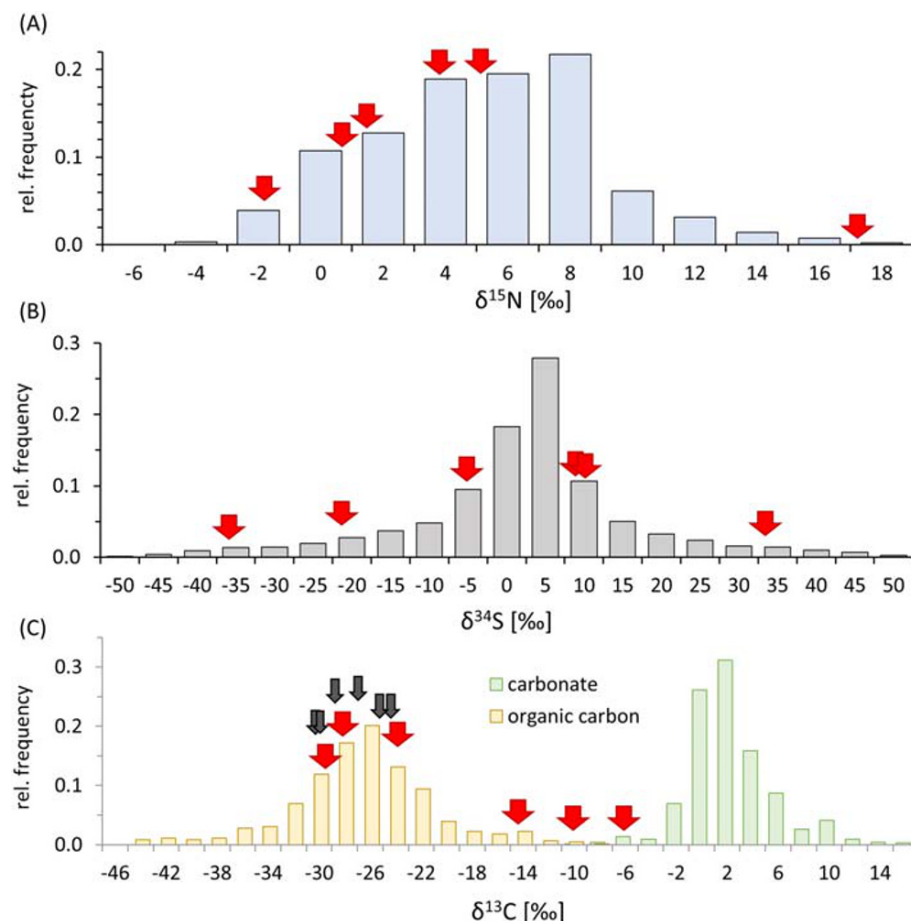 (A)
rel. frequencty
0.2
0.1
0.0
-6 -4 -2 0 2 4 6 8 10 12 14 16 18
δ¹⁵N [‰]
(B)
rel. frequency
0.3
0.2
0.1
0.0
-50 -45 -40 -35 -30 -25 -20 -15 -10 -5 0 5 10 15 20 25 30 35 40 45 50
δ³⁴S [‰]
(C)
rel. frequency
0.3
0.2
0.1
0.0
carbonate
organic carbon
-46 -42 -38 -34 -30 -26 -22 -18 -14 -10 -6 -2 2 6 10 14
δ¹³C [‰]